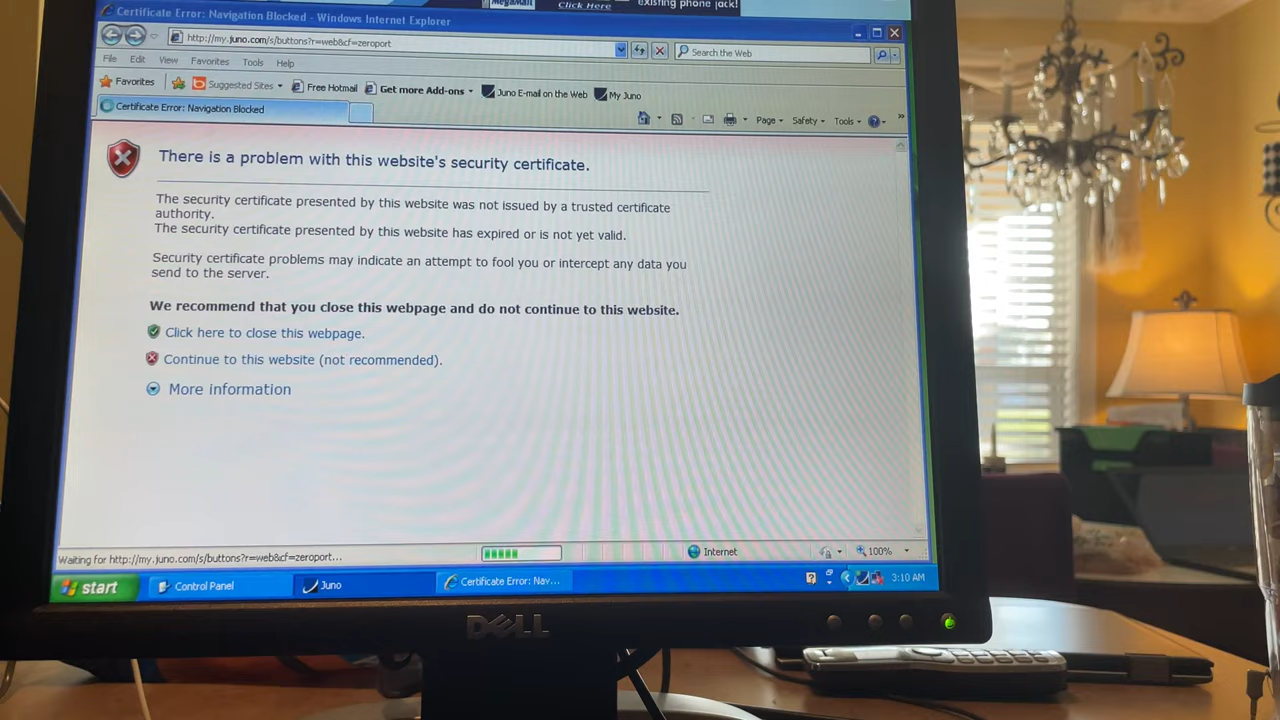 MegaMail
Click Here
existing phone jack!
Certificate Error: Navigation Blocked - Windows Internet Explorer
http://my.juno.com/s/buttons?r=web&cf=zeroport
Search the Web
File Edit View Favorites Tools Help
Favorites
Suggested Sites
Free Hotmail
Get more Add-ons
Juno E-mail on the Web
My Juno
Certificate Error: Navigation Blocked
Page Safety Tools
There is a problem with this website's security certificate.
The security certificate presented by this website was not issued by a trusted certificate
authority.
The security certificate presented by this website has expired or is not yet valid.
Security certificate problems may indicate an attempt to fool you or intercept any data you
send to the server.
We recommend that you close this webpage and do not continue to this website.
Click here to close this webpage.
Continue to this website (not recommended).
More information
Waiting for http://my.juno.com/s/buttons?r=web&cf=zeroport...
Internet
100%
start
Control Panel
Juno
Certificate Error: Nav...
3:10 AM
DELL